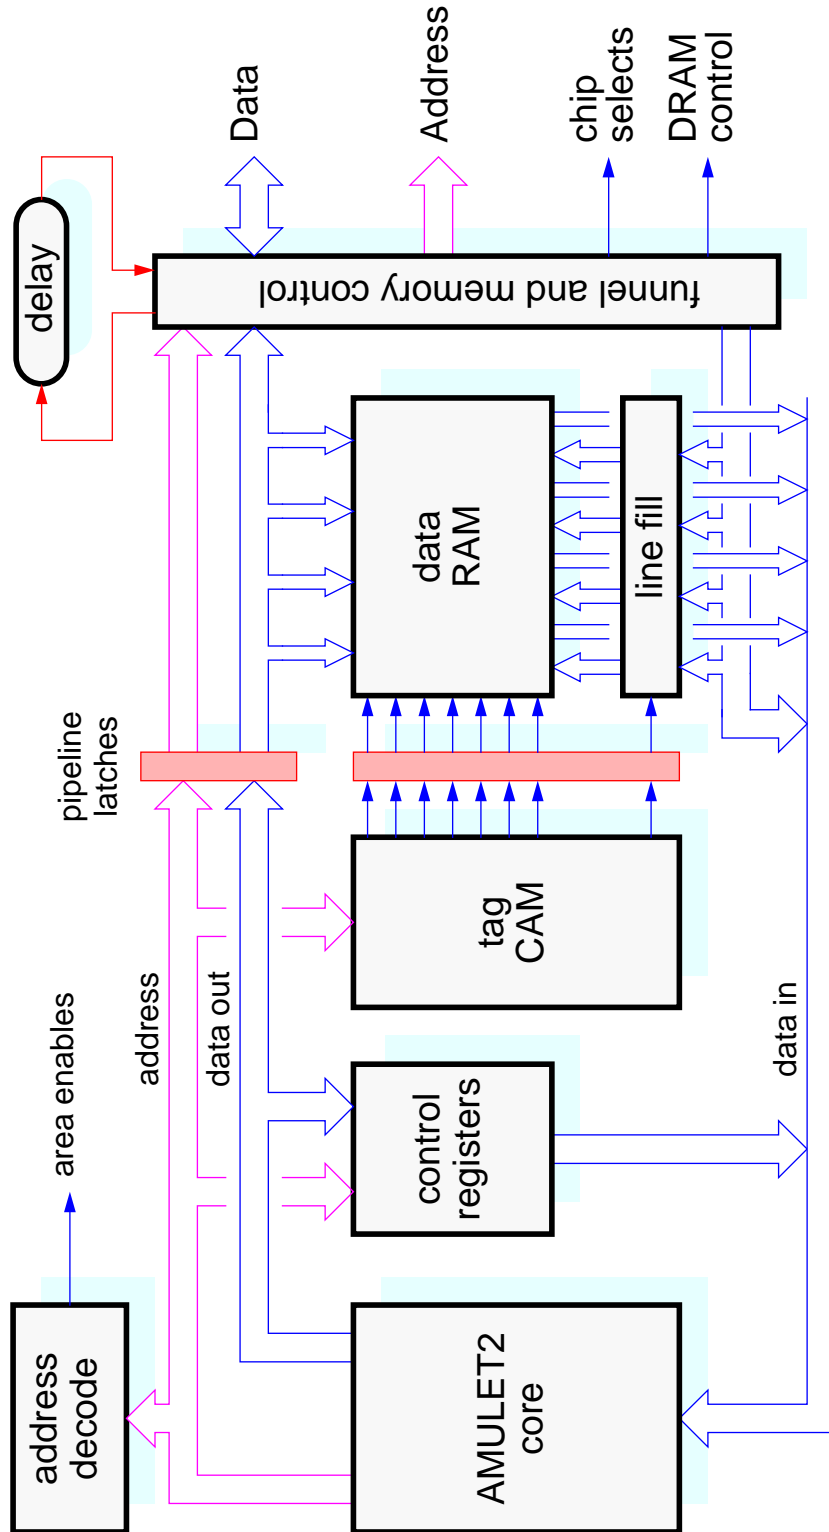 address
decode
area enables
delay
pipeline
latches
address
data out
Data
Address
chip
selects
DRAM
control
AMULET2
core
control
registers
tag
CAM
data
RAM
line fill
funnel and memory control
data in